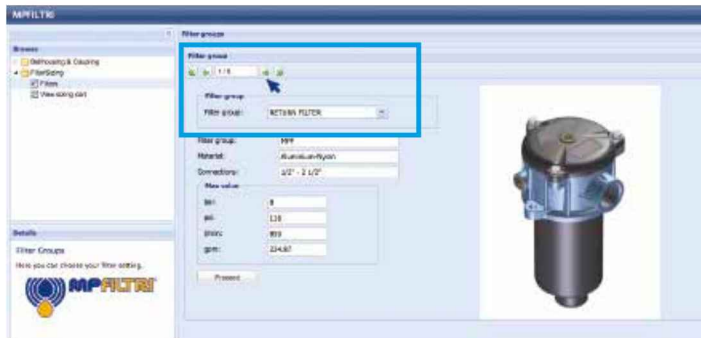 MPFILTRI
Filter groups
Browse
Bellhousing & Coupling
FilterSizing
Filters
View sizing cart
Filter group
1 / 6
Filter group
Filter group: RETURN FILTER
Filter group: MPF
Material: Aluminium-Nylon
Connections: 1/2" - 2 1/2"
Max value
bar: 8
psi: 116
l/min: 850
gpm: 224.87
Proceed
Details
Filter Groups
Here you can choose your filter setting.
MPFILTRI